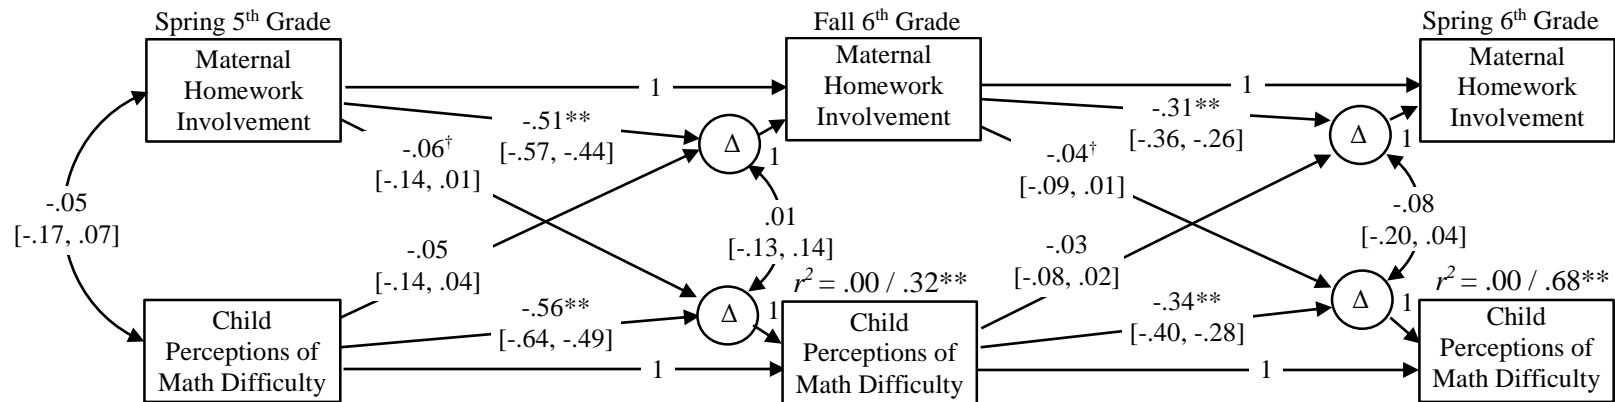 Spring 5th Grade
Fall 6th Grade
Spring 6th Grade
Maternal
Homework
Involvement
Maternal
Homework
Involvement
Maternal
Homework
Involvement
1
1
-.51**
[-.57, -.44]
-.06†
[-.14, .01]
Δ
1
-.31**
[-.36, -.26]
-.04†
[-.09, .01]
Δ
1
-.05
[-.17, .07]
-.05
[-.14, .04]
.01
[-.13, .14]
-.03
[-.08, .02]
-.08
[-.20, .04]
r² = .00 / .32**
r² = .00 / .68**
-.56**
[-.64, -.49]
Δ
1
-.34**
[-.40, -.28]
Δ
1
Child
Perceptions of
Math Difficulty
Child
Perceptions of
Math Difficulty
Child
Perceptions of
Math Difficulty
1
1